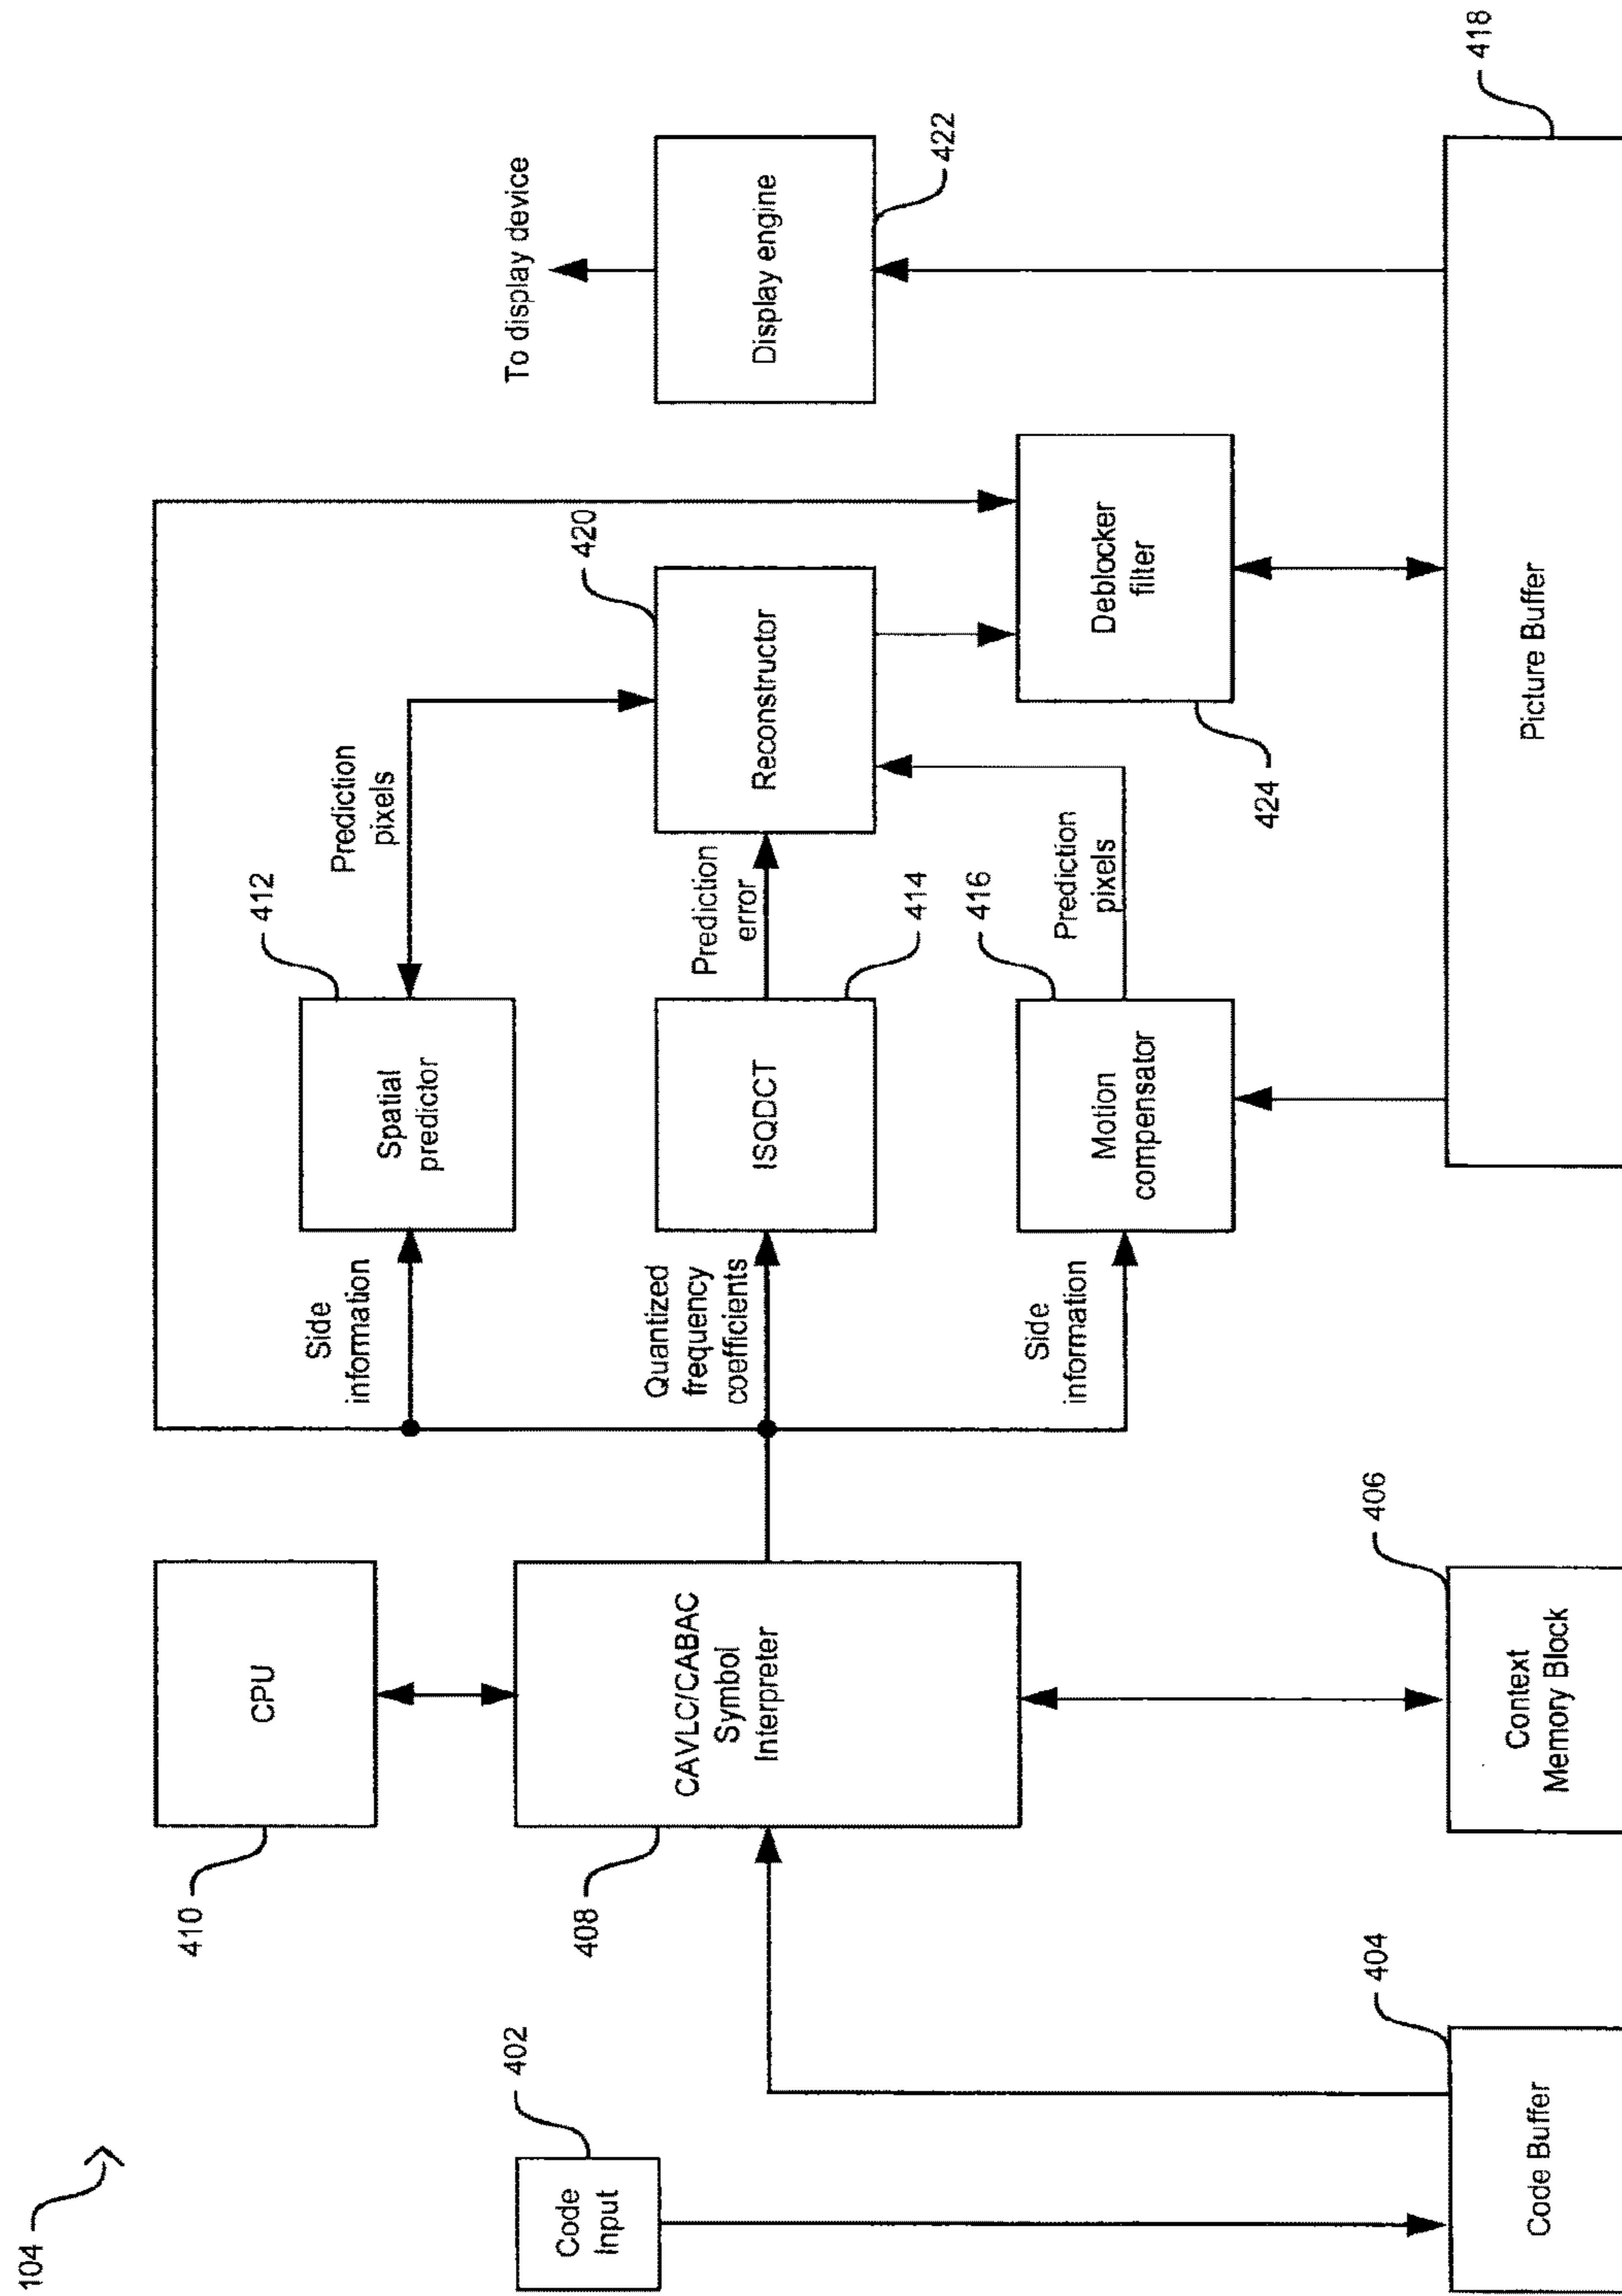 104
410
CPU
402
Code
Input
408
CAVLC/CABAC
Symbol
Interpreter
404
Code Buffer
406
Context
Memory Block
Side
information
Quantized
frequency
coefficients
Side
information
412
Spatial
predictor
ISQDCT
414
416
Motion
compensator
Prediction
pixels
Prediction
error
Prediction
pixels
420
Reconstructor
Deblocker
filter
424
To display device
Display engine
422
418
Picture Buffer